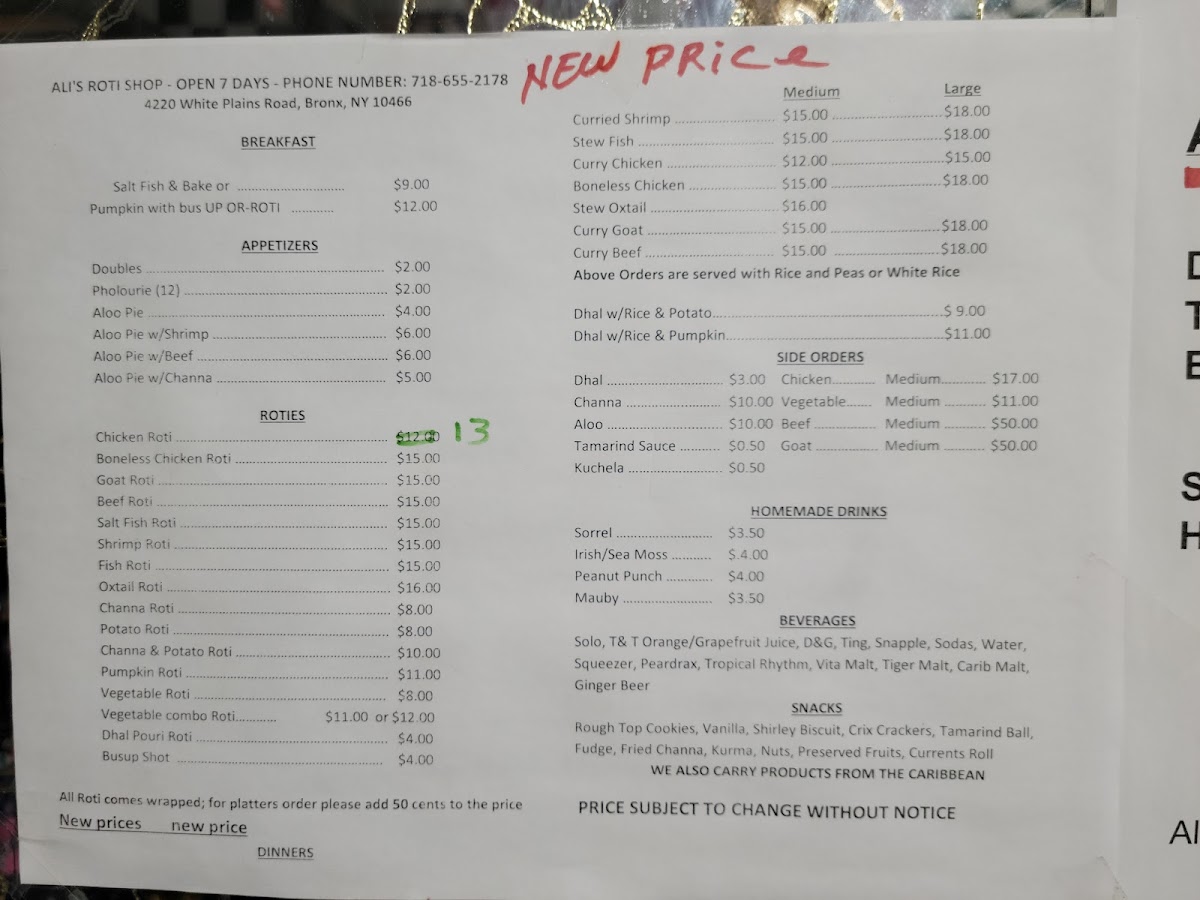 NEW PRICE
ALI'S ROTI SHOP - OPEN 7 DAYS - PHONE NUMBER: 718-655-2178
4220 White Plains Road, Bronx, NY 10466
BREAKFAST
Salt Fish & Bake or ........................... $9.00
Pumpkin with bus UP OR-ROTI ........... $12.00
APPETIZERS
Doubles ........................... $2.00
Pholourie (12) ........................... $2.00
Aloo Pie ........................... $4.00
Aloo Pie w/Shrimp ........................... $6.00
Aloo Pie w/Beef ........................... $6.00
Aloo Pie w/Channa ........................... $5.00
ROTIES
Chicken Roti ........................... $12.00 13
Boneless Chicken Roti ........................... $15.00
Goat Roti ........................... $15.00
Beef Roti ........................... $15.00
Salt Fish Roti ........................... $15.00
Shrimp Roti ........................... $15.00
Fish Roti ........................... $15.00
Oxtail Roti ........................... $16.00
Channa Roti ........................... $8.00
Potato Roti ........................... $8.00
Channa & Potato Roti ........................... $10.00
Pumpkin Roti ........................... $11.00
Vegetable Roti ........................... $8.00
Vegetable combo Roti............ $11.00 or $12.00
Dhal Pouri Roti ........................... $4.00
Busup Shot ........................... $4.00
All Roti comes wrapped; for platters order please add 50 cents to the price
New prices new price
DINNERS
Medium Large
Curried Shrimp ........................... $15.00 ........................... $18.00
Stew Fish ........................... $15.00 ........................... $18.00
Curry Chicken ........................... $12.00 ........................... $15.00
Boneless Chicken ........................... $15.00 ........................... $18.00
Stew Oxtail ........................... $16.00
Curry Goat ........................... $15.00 ........................... $18.00
Curry Beef ........................... $15.00 ........................... $18.00
Above Orders are served with Rice and Peas or White Rice
Dhal w/Rice & Potato........................... $ 9.00
Dhal w/Rice & Pumpkin........................... $11.00
SIDE ORDERS
Dhal ........................... $3.00 Chicken........... Medium........... $17.00
Channa ........................... $10.00 Vegetable....... Medium ........... $11.00
Aloo ........................... $10.00 Beef ................ Medium ........... $50.00
Tamarind Sauce .......... $0.50 Goat ................ Medium .......... $50.00
Kuchela ........................ $0.50
HOMEMADE DRINKS
Sorrel ........................... $3.50
Irish/Sea Moss .......... $.4.00
Peanut Punch ............ $4.00
Mauby ........................ $3.50
BEVERAGES
Solo, T& T Orange/Grapefruit Juice, D&G, Ting, Snapple, Sodas, Water,
Squeezer, Peardrax, Tropical Rhythm, Vita Malt, Tiger Malt, Carib Malt,
Ginger Beer
SNACKS
Rough Top Cookies, Vanilla, Shirley Biscuit, Crix Crackers, Tamarind Ball,
Fudge, Fried Channa, Kurma, Nuts, Preserved Fruits, Currents Roll
WE ALSO CARRY PRODUCTS FROM THE CARIBBEAN
PRICE SUBJECT TO CHANGE WITHOUT NOTICE